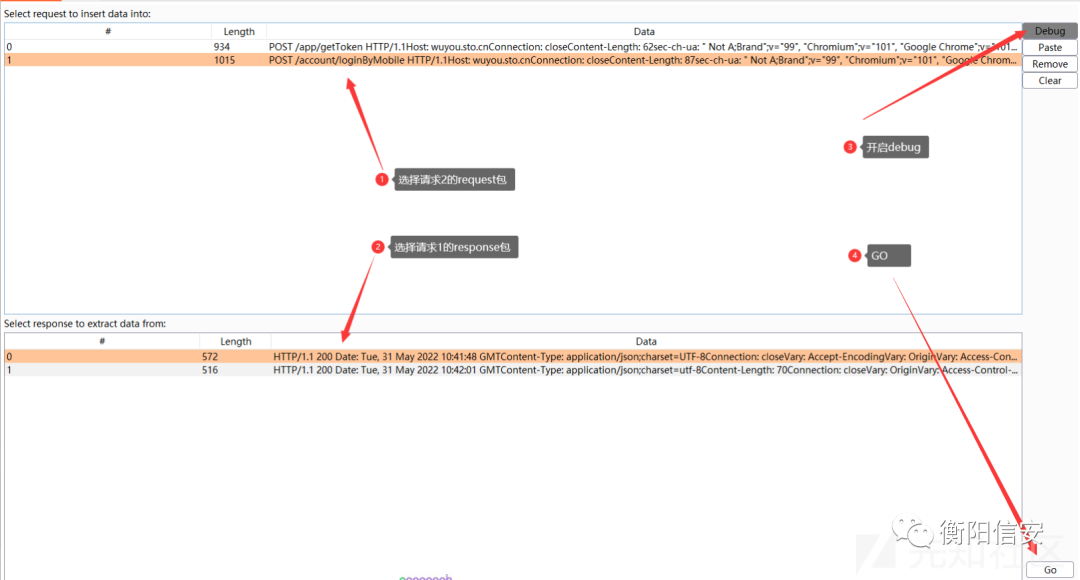 Select request to insert data into:
# Length Data
0 934 POST /app/getToken HTTP/1.1Host: wuyou.sto.cnConnection: closeContent-Length: 62sec-ch-ua: " Not A;Brand";v="99", "Chromium";v="101", "Google Chrome";v="101...
1 1015 POST /account/loginByMobile HTTP/1.1Host: wuyou.sto.cnConnection: closeContent-Length: 87sec-ch-ua: " Not A;Brand";v="99", "Chromium";v="101", "Google Chrom...
Debug
Paste
Remove
Clear
3 开启debug
1 选择请求2的request包
2 选择请求1的response包
4 GO
Select response to extract data from:
# Length Data
0 572 HTTP/1.1 200 Date: Tue, 31 May 2022 10:41:48 GMTContent-Type: application/json;charset=UTF-8Connection: closeVary: Accept-EncodingVary: OriginVary: Access-Con...
1 516 HTTP/1.1 200 Date: Tue, 31 May 2022 10:42:01 GMTContent-Type: application/json;charset=utf-8Content-Length: 70Connection: closeVary: OriginVary: Access-Control-...
衡阳信安
先知社区
Go